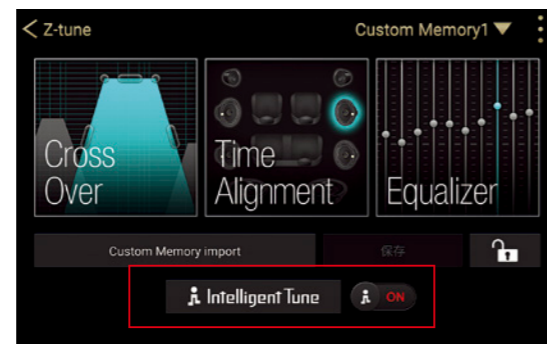 Z-tune
Custom Memory1
Cross
Over
Time
Alignment
Equalizer
Custom Memory import
保存
Intelligent Tune
ON